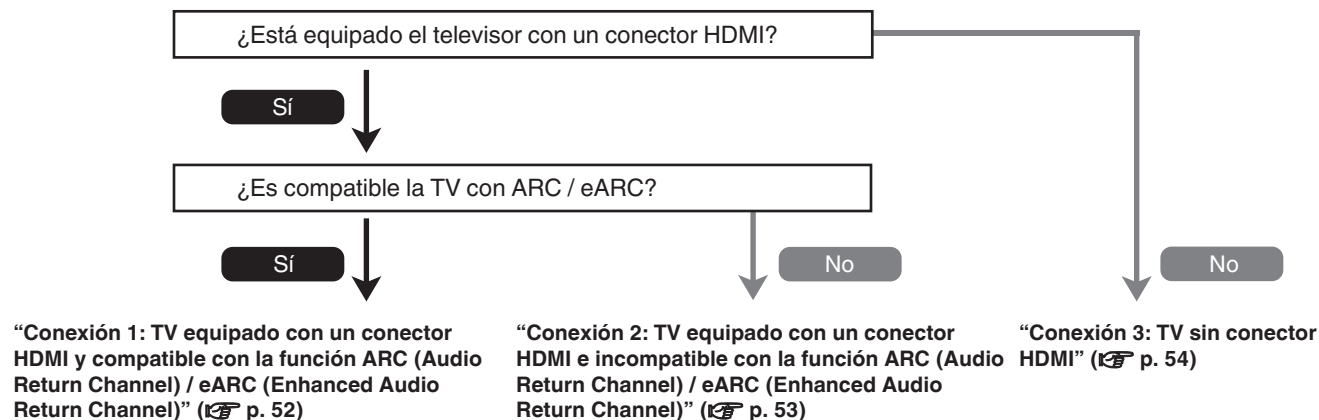 ¿Está equipado el televisor con un conector HDMI?
Sí
¿Es compatible la TV con ARC / eARC?
Sí
No
No
“Conexión 1: TV equipado con un conector
HDMI y compatible con la función ARC (Audio
Return Channel) / eARC (Enhanced Audio
Return Channel)” (☞ p. 52)
“Conexión 2: TV equipado con un conector
HDMI e incompatible con la función ARC (Audio
Return Channel) / eARC (Enhanced Audio
Return Channel)” (☞ p. 53)
“Conexión 3: TV sin conector
HDMI” (☞ p. 54)